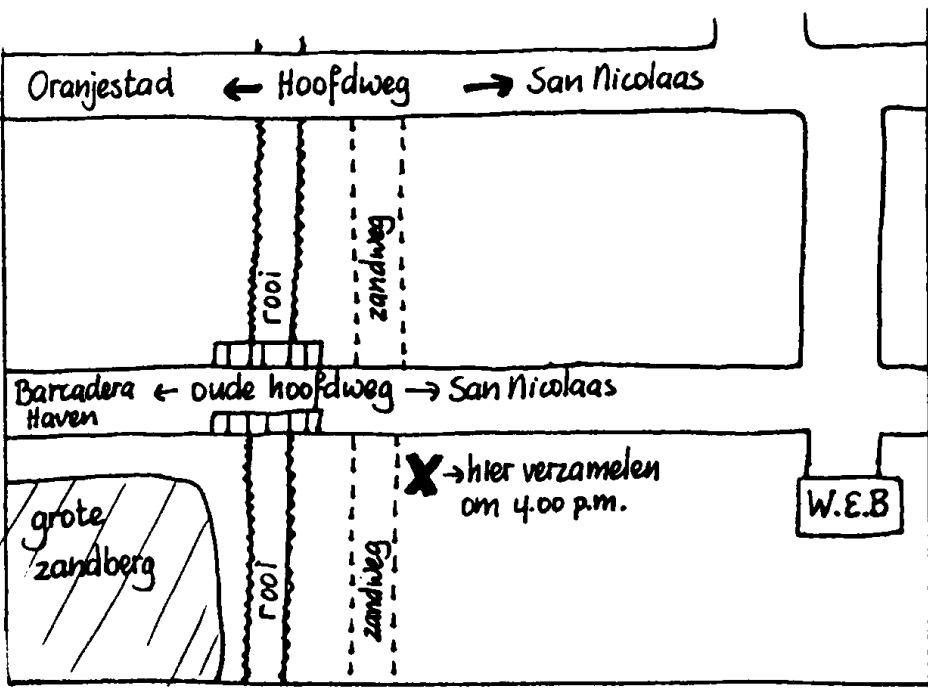 Oranjestad ← Hoofdweg → San Nicolaas
rooi
zandweg
Barcadera ← oude hoofdweg → San Nicolaas
Haven
X → hier verzamelen
om 4.00 p.m.
W.E.B
grote
zandberg
rooi
zandweg